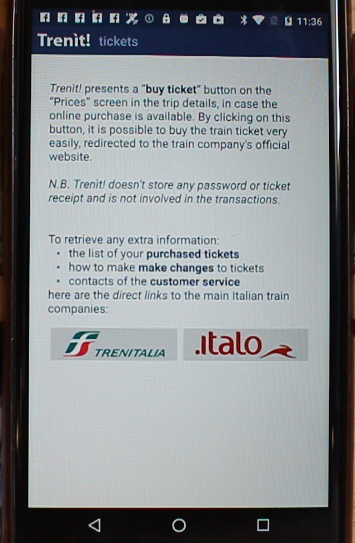 11:36
Trenìt! tickets
Trenit! presents a "buy ticket" button on the
"Prices" screen in the trip details, in case the
online purchase is available. By clicking on this
button, it is possible to buy the train ticket very
easily, redirected to the train company's official
website.
N.B. Trenit! doesn't store any password or ticket
receipt and is not involved in the transactions.
To retrieve any extra information:
• the list of your purchased tickets
• how to make make changes to tickets
• contacts of the customer service
here are the direct links to the main Italian train
companies:
TRENITALIA
.italo